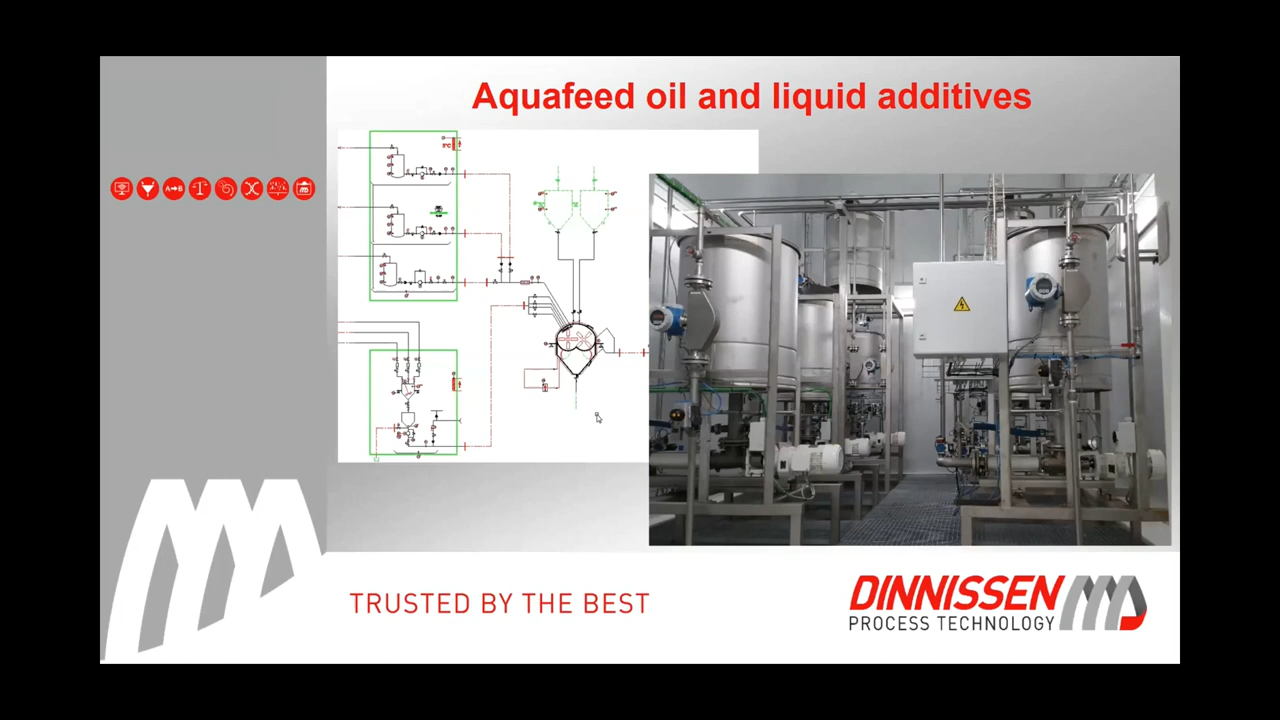 Aquafeed oil and liquid additives
A B
TRUSTED BY THE BEST
DINNISSEN
PROCESS TECHNOLOGY